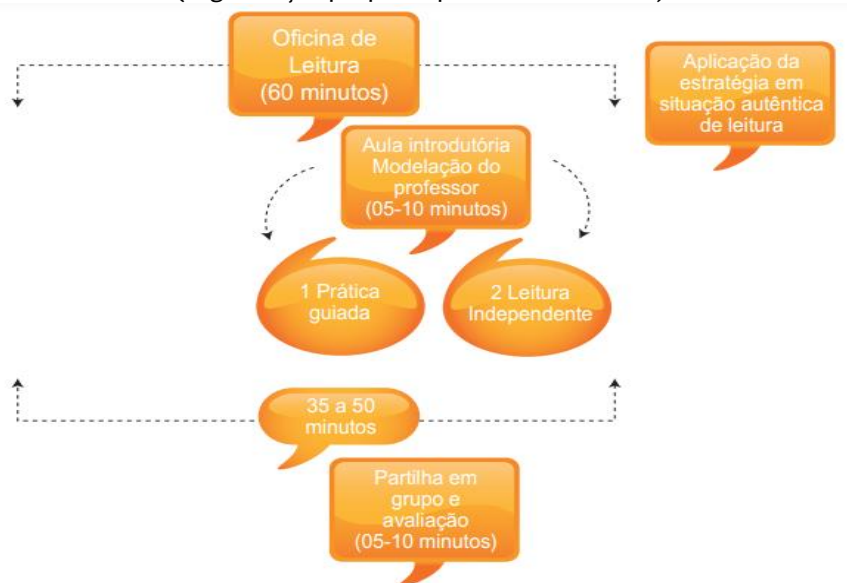 Oficina de
Leitura
(60 minutos)
Aplicação da
estratégia em
situação autêntica
de leitura
Aula introdutória
Modelação do
professor
(05-10 minutos)
1 Prática
guiada
2 Leitura
Independente
35 a 50
minutos
Partilha em
grupo e
avaliação
(05-10 minutos)